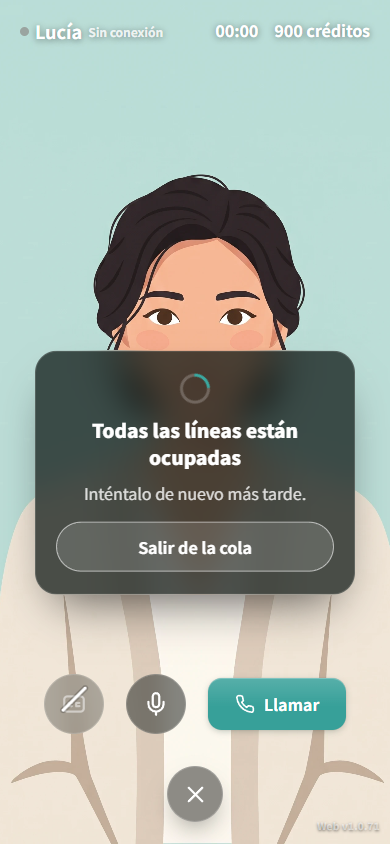 Lucía Sin conexión 00:00 900 créditos
Todas las líneas están
ocupadas
Inténtalo de nuevo más tarde.
Salir de la cola
Llamar
Web v1.0.71